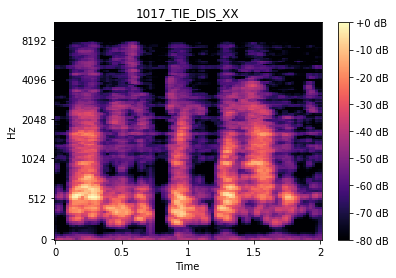 1017_TIE_DIS_XX
+0 dB
8192
-10 dB
4096
-20 dB
-30 dB
2048
-40 dB
Hz
1024
-50 dB
512
-60 dB
-70 dB
0
-80 dB
0 0.5 1 1.5 2
Time